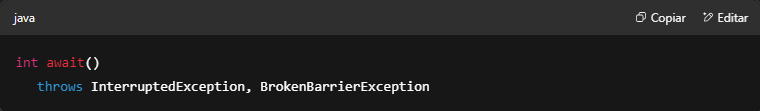 java Copiar Editar
int await()
throws InterruptedException, BrokenBarrierException